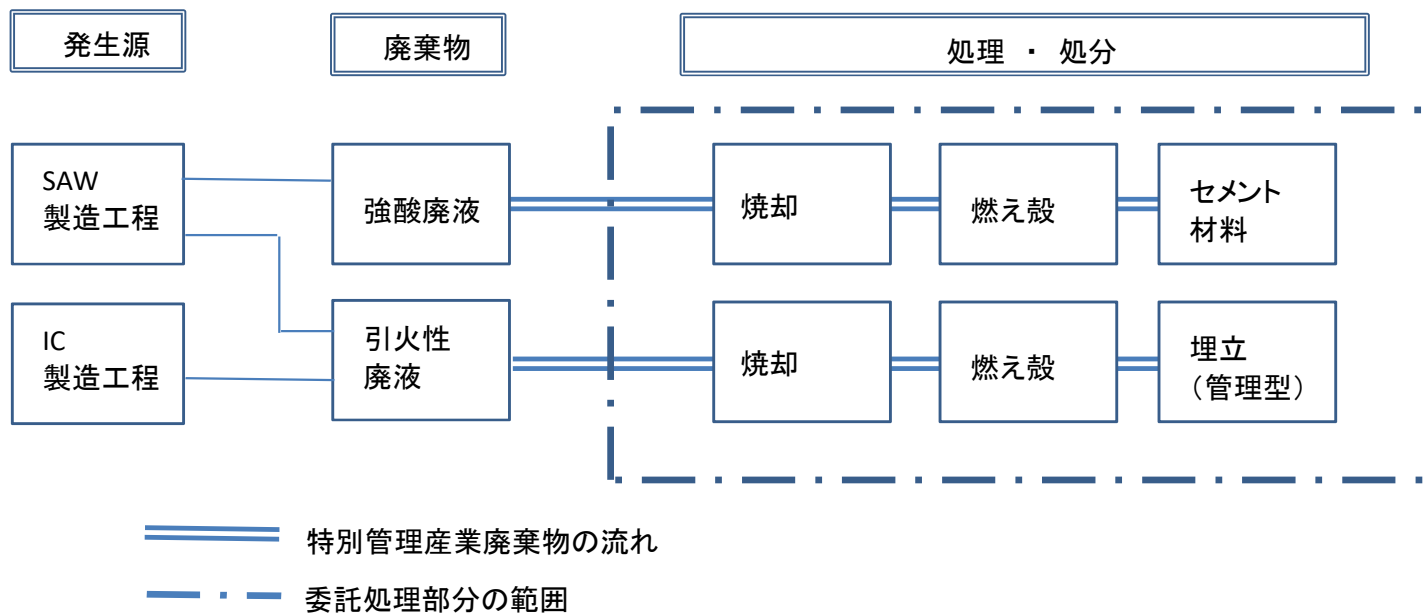 発生源
廃棄物
処理 ・ 処分
SAW
製造工程
強酸廃液
焼却
燃え殻
セメント
材料
IC
製造工程
引火性
廃液
焼却
燃え殻
埋立
（管理型）
特別管理産業廃棄物の流れ
委託処理部分の範囲